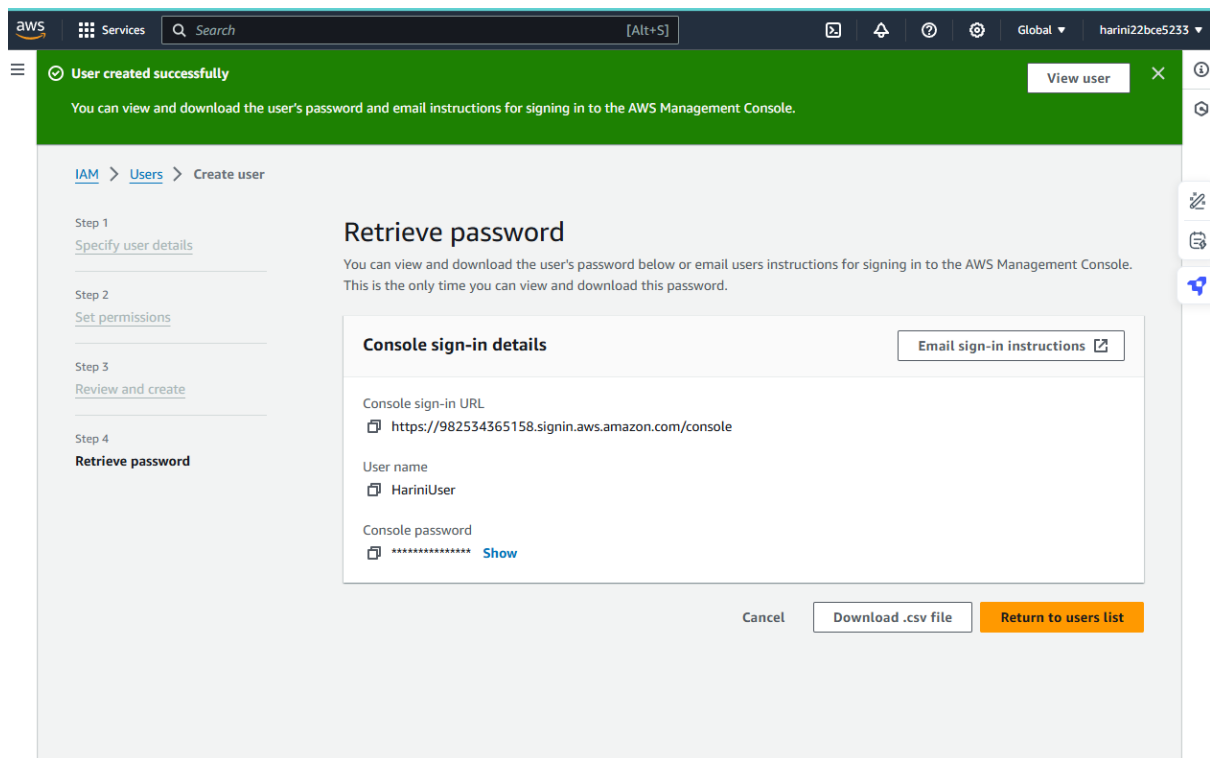 aws
Services
Search [Alt+S]
Global harini22bce5233
User created successfully
View user
You can view and download the user's password and email instructions for signing in to the AWS Management Console.
IAM > Users > Create user
Step 1
Specify user details
Step 2
Set permissions
Step 3
Review and create
Step 4
Retrieve password
Retrieve password
You can view and download the user's password below or email users instructions for signing in to the AWS Management Console.
This is the only time you can view and download this password.
Console sign-in details
Email sign-in instructions
Console sign-in URL
https://982534365158.signin.aws.amazon.com/console
User name
HariniUser
Console password
*************** Show
Cancel
Download .csv file
Return to users list